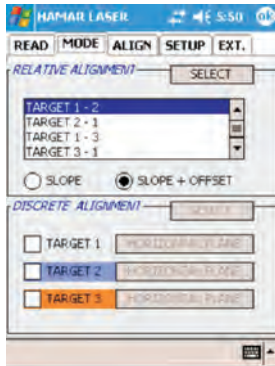 HAMAR LASER 5:50 ok
READ MODE ALIGN SETUP EXT.
RELATIVE ALIGNMENT SELECT
TARGET 1 - 2
TARGET 2 - 1
TARGET 1 - 3
TARGET 3 - 1
SLOPE SLOPE + OFFSET
DISCRETE ALIGNMENT SELECT
TARGET 1 HORIZONTAL PLANE
TARGET 2 HORIZONTAL PLANE
TARGET 3 HORIZONTAL PLANE